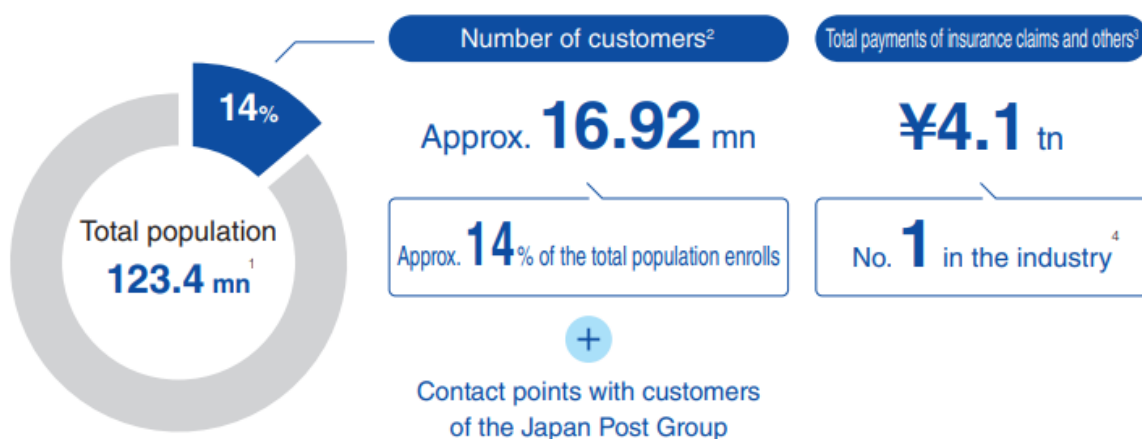 14%
Total population
123.4 mn1
Number of customers2
Approx. 16.92 mn
Approx. 14% of the total population enrolls
+
Contact points with customers
of the Japan Post Group
Total payments of insurance claims and others3
¥4.1 tn
No. 1 in the industry4